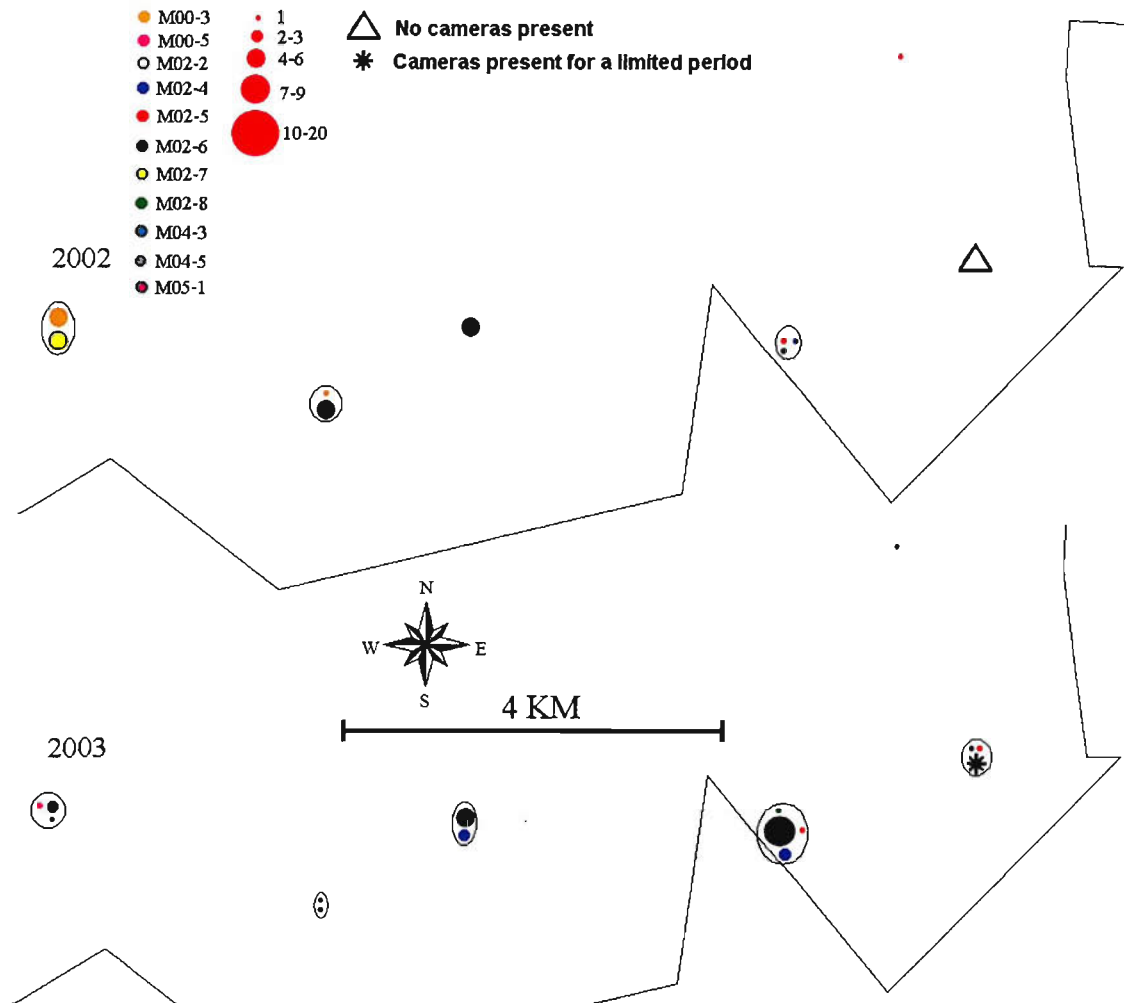 M00-3
M00-5
M02-2
M02-4
M02-5
M02-6
M02-7
M02-8
M04-3
M04-5
M05-1
1
2-3
4-6
7-9
10-20
No cameras present
Cameras present for a limited period
2002
N
W E
S
4 KM
2003